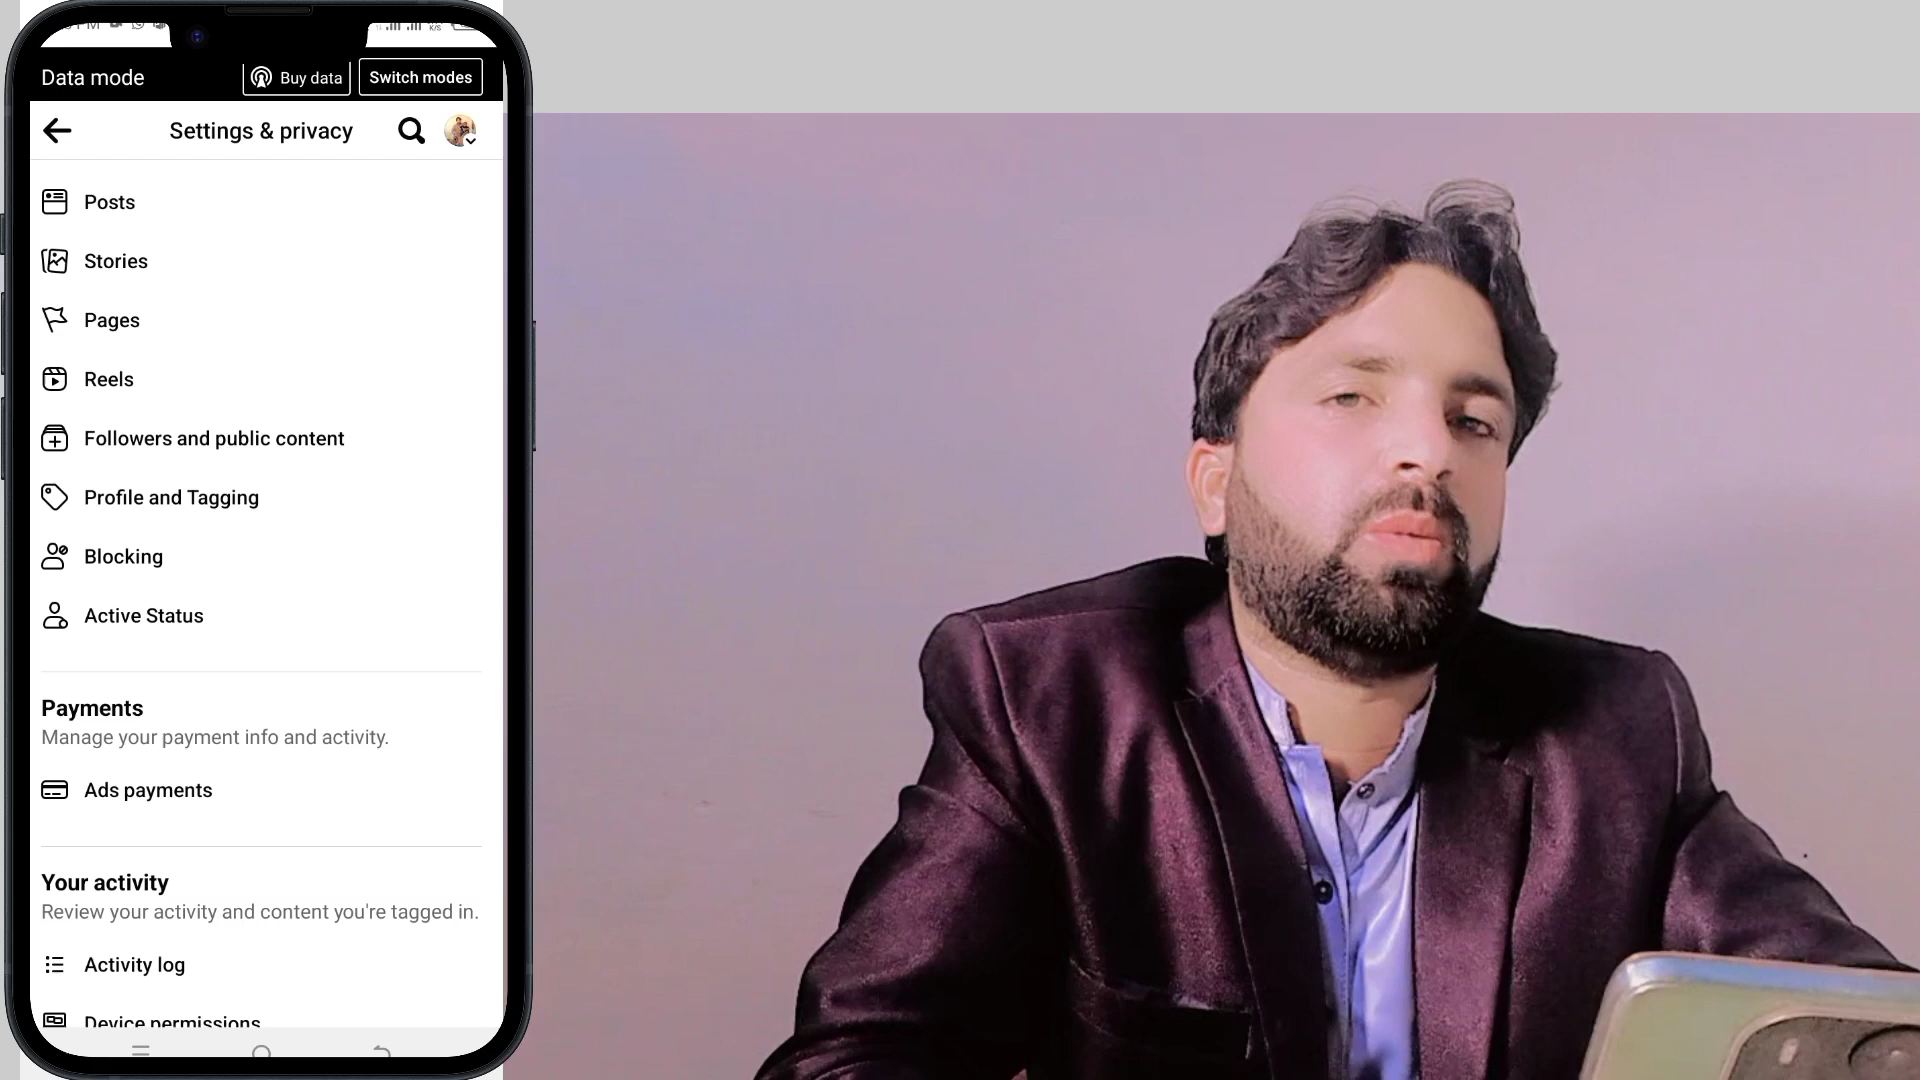 Data mode
Buy data
Switch modes
Settings & privacy
Posts
Stories
Pages
Reels
Followers and public content
Profile and Tagging
Blocking
Active Status
Payments
Manage your payment info and activity.
Ads payments
Your activity
Review your activity and content you're tagged in.
Activity log
Device permissions